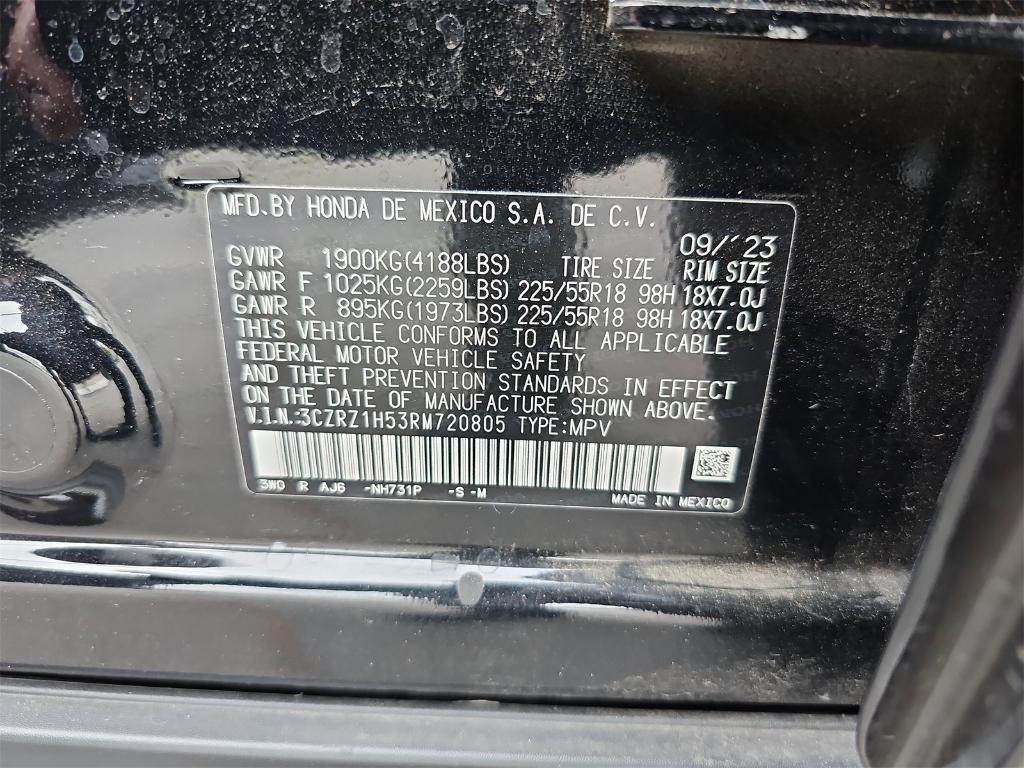 MFD.BY HONDA DE MEXICO S.A. DE C.V.
09/'23
GVWR 1900KG(4188LBS) TIRE SIZE RIM SIZE
GAWR F 1025KG(2259LBS) 225/55R18 98H 18X7.0J
GAWR R 895KG(1973LBS) 225/55R18 98H 18X7.0J
THIS VEHICLE CONFORMS TO ALL APPLICABLE
FEDERAL MOTOR VEHICLE SAFETY
AND THEFT PREVENTION STANDARDS IN EFFECT
ON THE DATE OF MANUFACTURE SHOWN ABOVE.
V.I.N.:3CZRZ1H53RM720805 TYPE:MPV
3W0 R AJ6 -NH731P -S -M MADE IN MEXICO